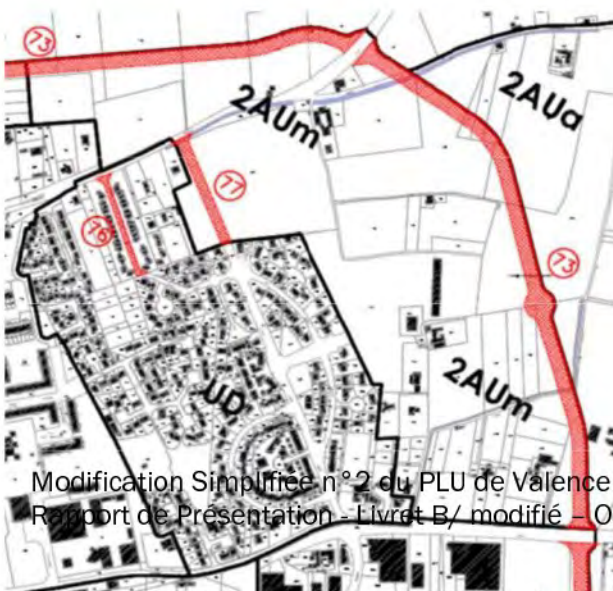 73
2AUm
2AUa
77
76
73
2AUm
UD
Modification Simplifiée n°2 du PLU de Valence
Rapport de Présentation - Livret B/ modifié – O